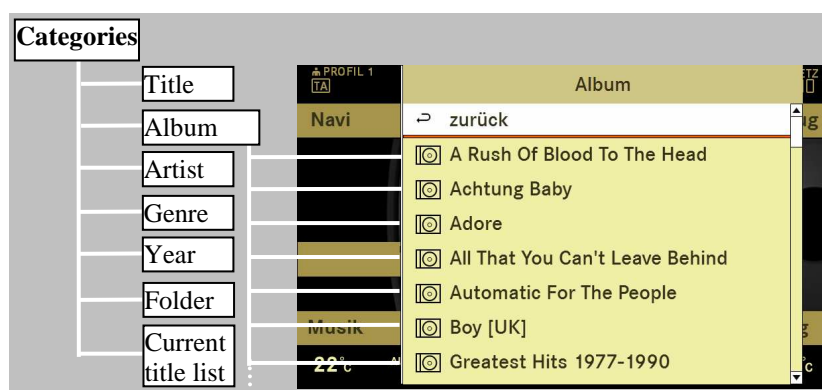 Categories
Title
Album
Artist
Genre
Year
Folder
Current
title list
PROFIL 1
TA
Navi
Musik
22°c
Album
zurück
A Rush Of Blood To The Head
Achtung Baby
Adore
All That You Can't Leave Behind
Automatic For The People
Boy [UK]
Greatest Hits 1977-1990
TZ
ug
g
°c